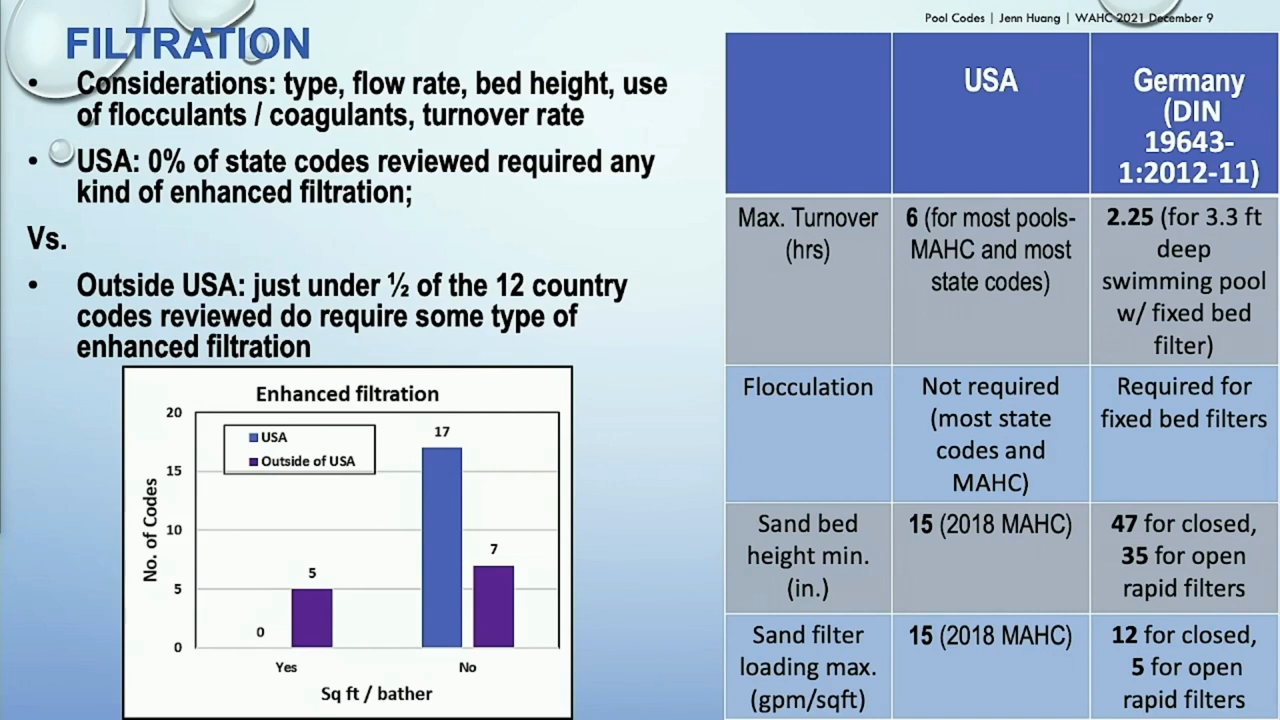 Pool Codes | Jenn Huang | WAHC 2021 December 9
FILTRATION
• Considerations: type, flow rate, bed height, use
of flocculants / coagulants, turnover rate
• USA: 0% of state codes reviewed required any
kind of enhanced filtration;
Vs.
• Outside USA: just under ½ of the 12 country
codes reviewed do require some type of
enhanced filtration
Enhanced filtration
No. of Codes
20
15
10
5
0
USA
Outside of USA
0
5
17
7
Yes
No
Sq ft / bather
USA
Germany
(DIN
19643-
1:2012-11)
Max. Turnover
(hrs)
6 (for most pools-
MAHC and most
state codes)
2.25 (for 3.3 ft
deep
swimming pool
w/ fixed bed
filter)
Flocculation
Not required
(most state
codes and
MAHC)
Required for
fixed bed filters
Sand bed
height min.
(in.)
15 (2018 MAHC)
47 for closed,
35 for open
rapid filters
Sand filter
loading max.
(gpm/sqft)
15 (2018 MAHC)
12 for closed,
5 for open
rapid filters